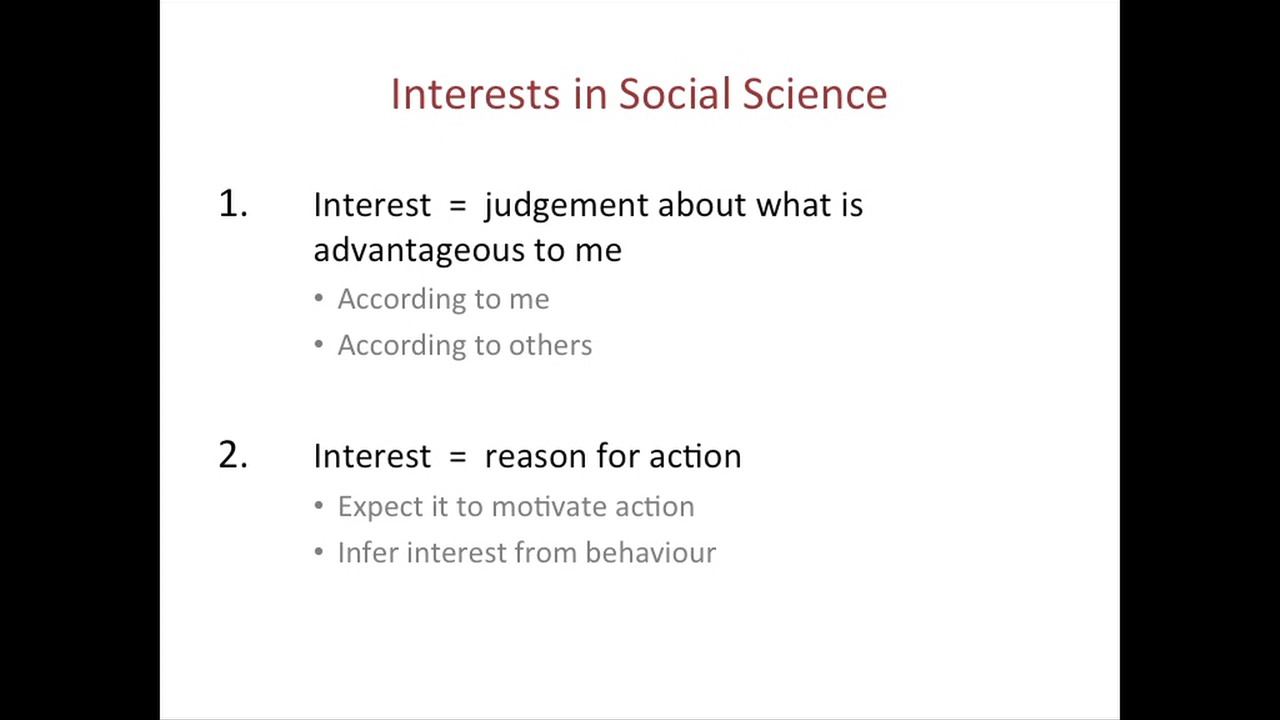 Interests in Social Science
1. Interest = judgement about what is
advantageous to me
• According to me
• According to others
2. Interest = reason for action
• Expect it to motivate action
• Infer interest from behaviour